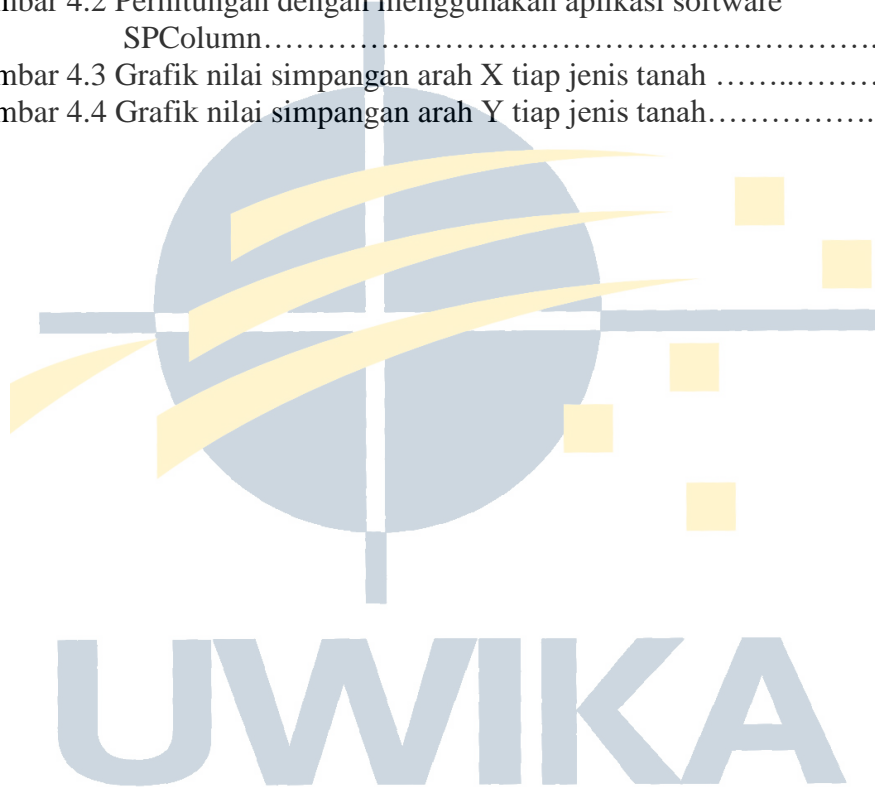 mbar 4.2 Perhitungan dengan menggunakan aplikasi software
SPColumn……………………………………………………..
mbar 4.3 Grafik nilai simpangan arah X tiap jenis tanah ……..………
mbar 4.4 Grafik nilai simpangan arah Y tiap jenis tanah…………….
UWIKA